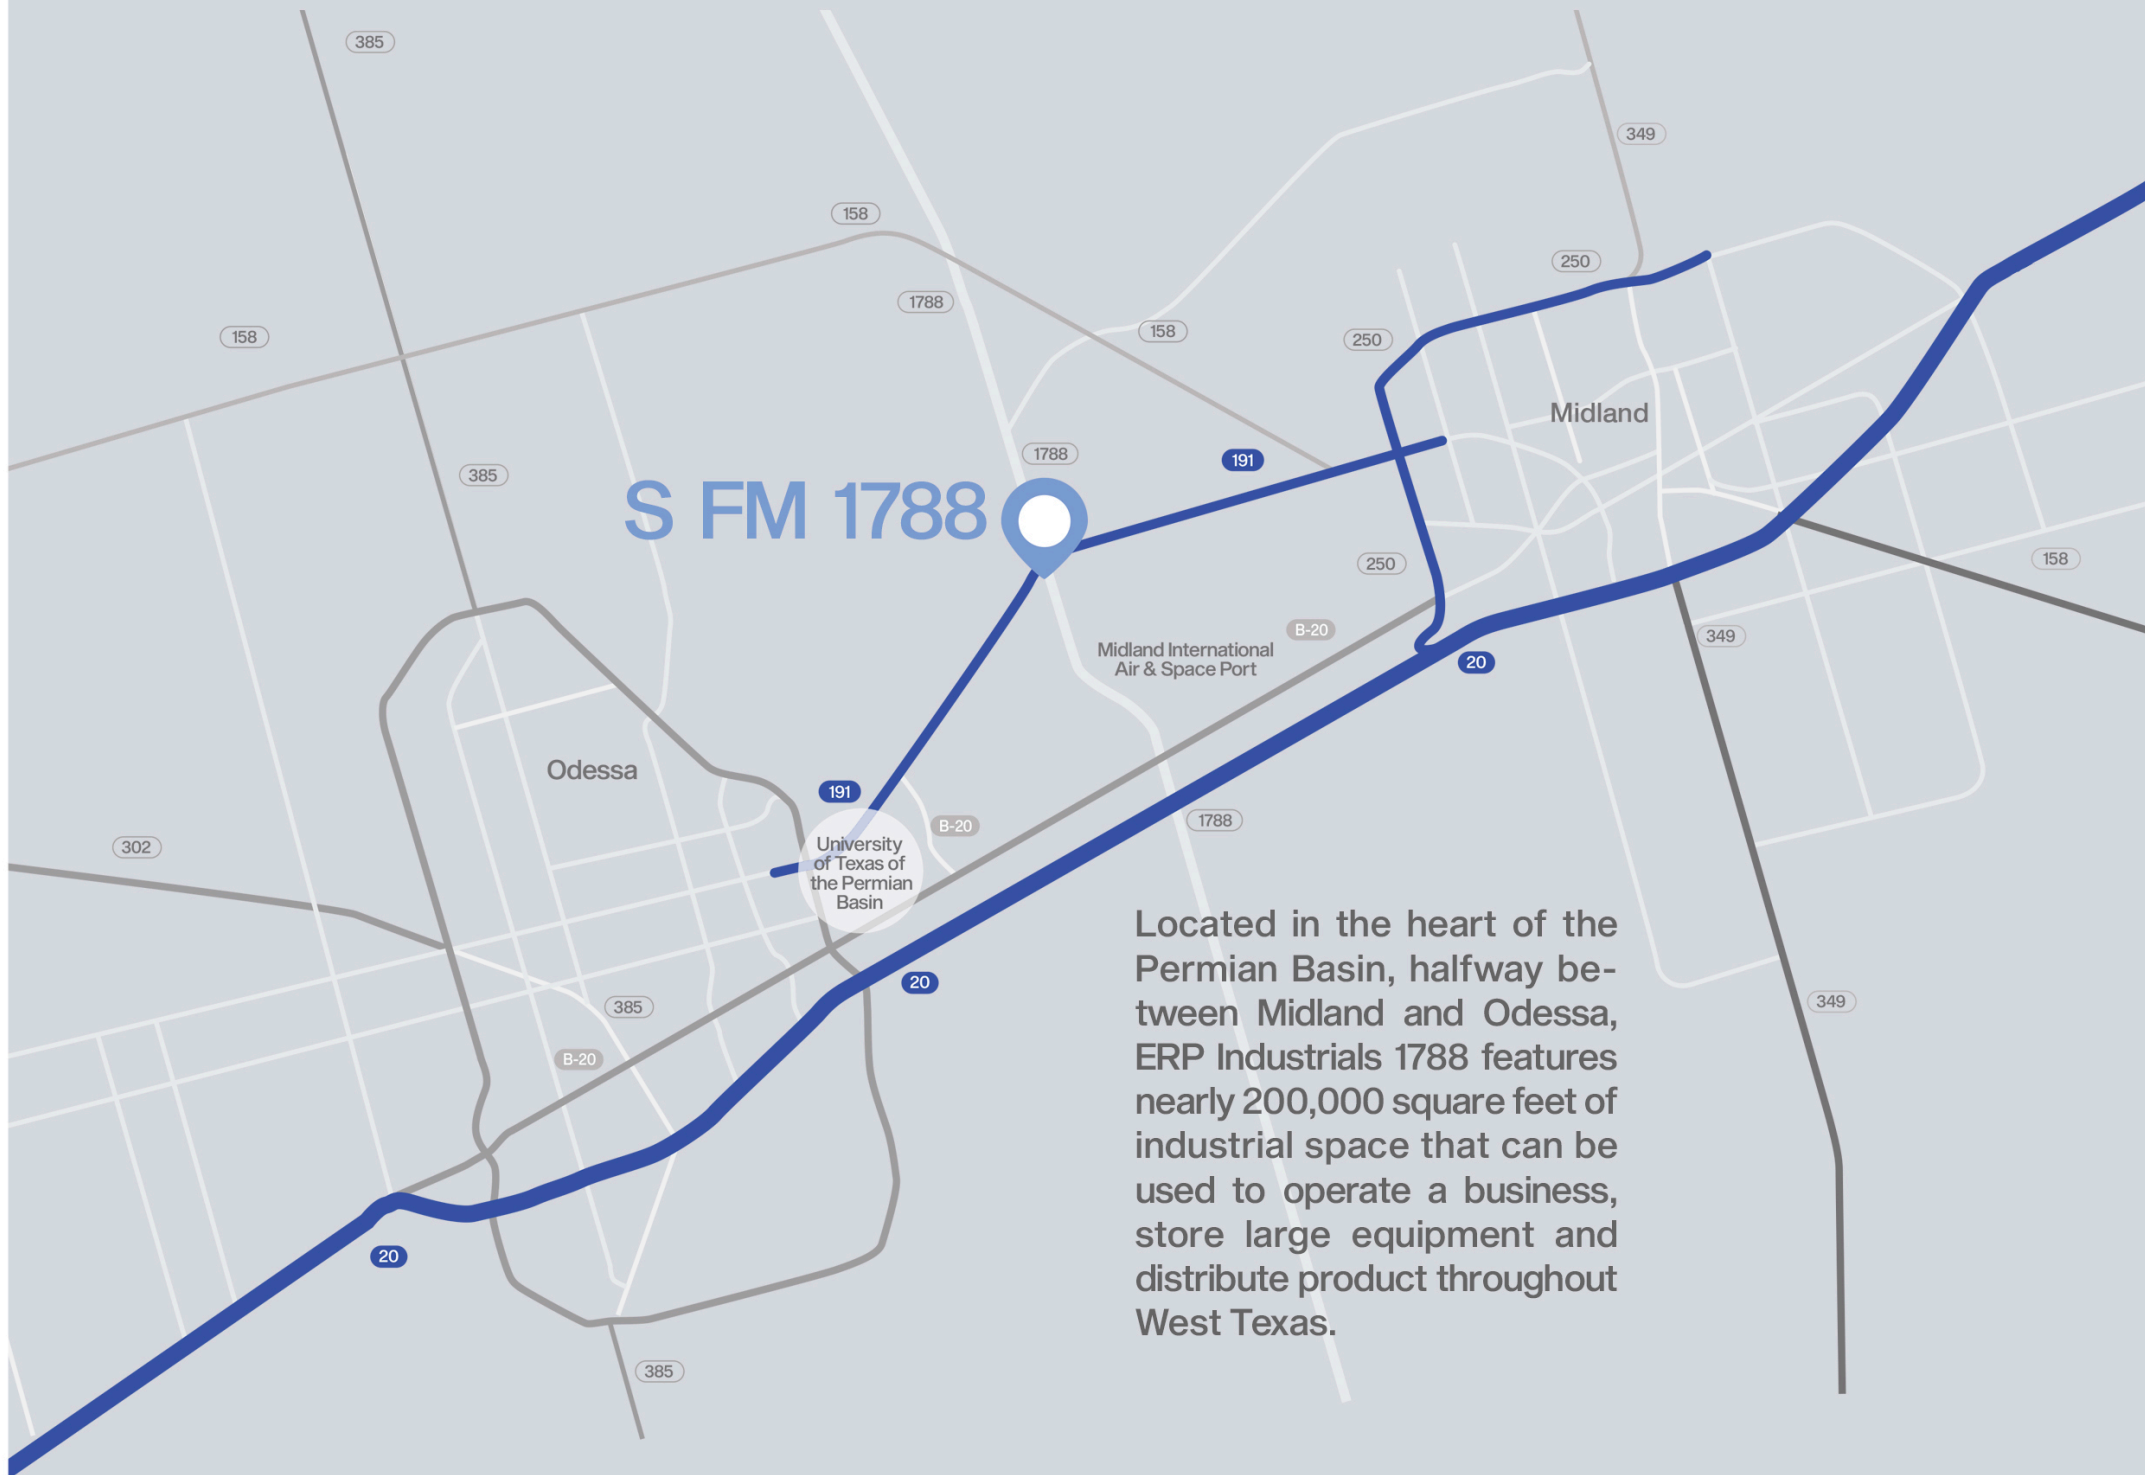 385
349
158
250
1788
158
158
250
Midland
1788
191
385
S FM 1788
158
250
B-20
349
Midland International
Air & Space Port
20
Odessa
191
1788
B-20
302
University
of Texas of
the Permian
Basin
20
349
385
B-20
20
385
Located in the heart of the
Permian Basin, halfway be-
tween Midland and Odessa,
ERP Industrials 1788 features
nearly 200,000 square feet of
industrial space that can be
used to operate a business,
store large equipment and
distribute product throughout
West Texas.